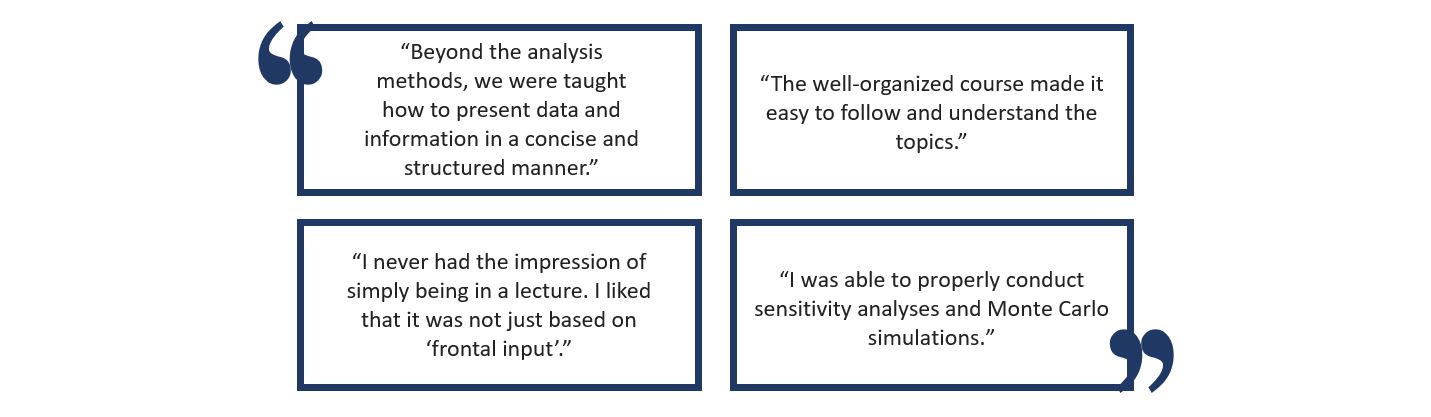 “Beyond the analysis
methods, we were taught
how to present data and
information in a concise and
structured manner.”
“The well-organized course made it
easy to follow and understand the
topics.”
“I never had the impression of
simply being in a lecture. I liked
that it was not just based on
‘frontal input’.”
“I was able to properly conduct
sensitivity analyses and Monte Carlo
simulations.”